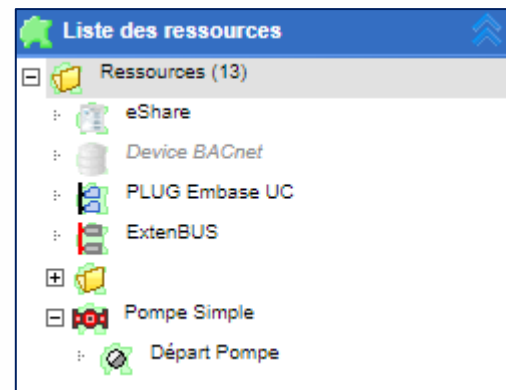 Liste des ressources
Ressources (13)
eShare
Device BACnet
PLUG Embase UC
ExtenBUS
Pompe Simple
Départ Pompe